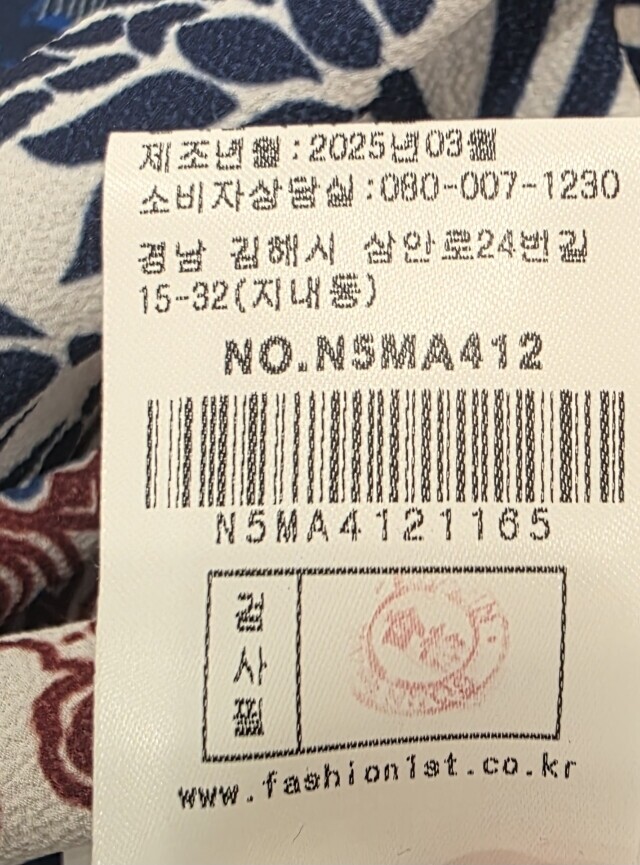 제조년월:2025년03월
소비자상담실:080-007-1230
경남 김해시 삼안로24번길
15-32(지내동)
NO.N5MA412
N5MA4121165
검
사
필
www.fashion1st.co.kr